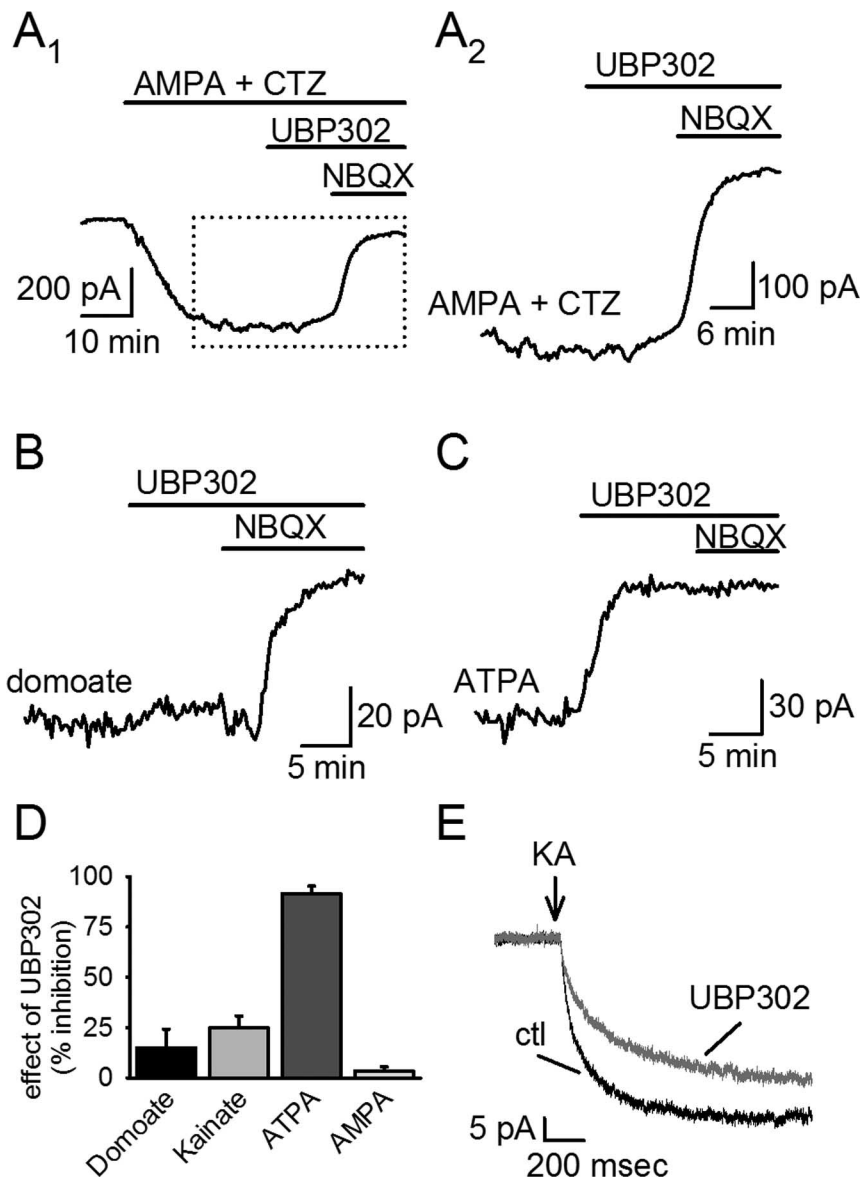 A1
AMPA + CTZ
UBP302
NBQX
200 pA
10 min
A2
UBP302
NBQX
AMPA + CTZ
100 pA
6 min
B
UBP302
NBQX
domoate
20 pA
5 min
C
UBP302
NBQX
ATPA
30 pA
5 min
D
effect of UBP302
(% inhibition)
100
75
50
25
0
Domoate
Kainate
ATPA
AMPA
E
KA
UBP302
ctl
5 pA
200 msec